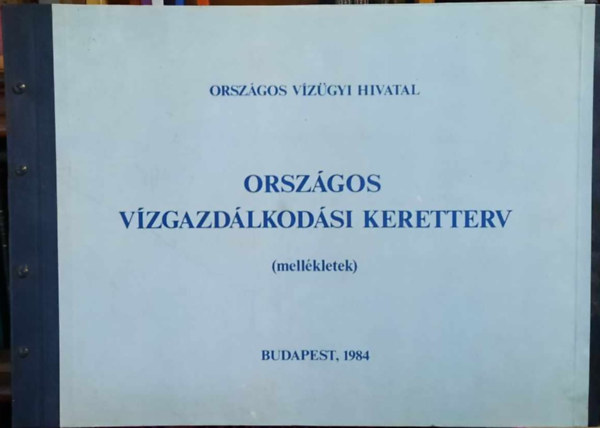 ORSZÁGOS VÍZÜGYI HIVATAL
ORSZÁGOS
VÍZGAZDÁLKODÁSI KERETTERV
(mellékletek)
BUDAPEST, 1984